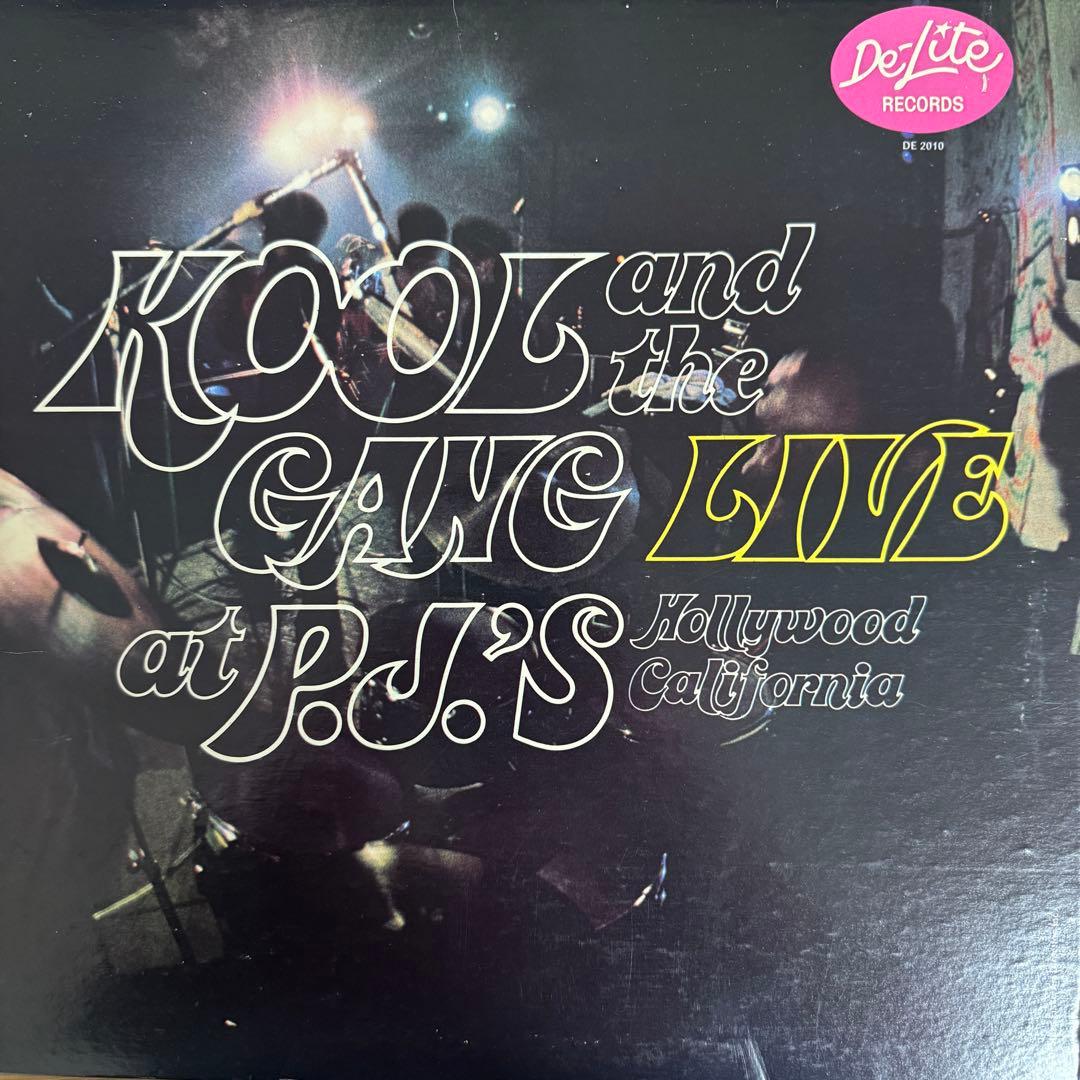 De-Lite
RECORDS
DE 2010
KOOL and the
GANG LIVE
at P.J.'S Hollywood California